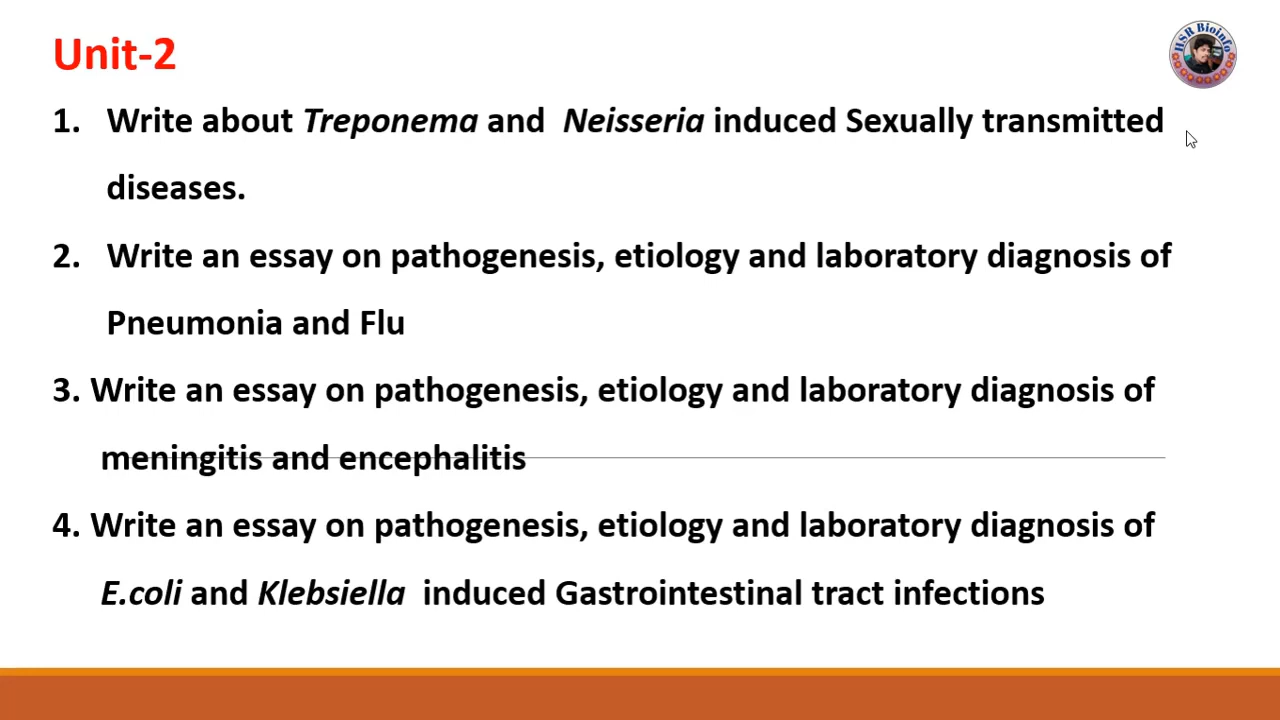 Unit-2
HSR Bioinfo
1. Write about Treponema and Neisseria induced Sexually transmitted
diseases.
2. Write an essay on pathogenesis, etiology and laboratory diagnosis of
Pneumonia and Flu
3. Write an essay on pathogenesis, etiology and laboratory diagnosis of
meningitis and encephalitis
4. Write an essay on pathogenesis, etiology and laboratory diagnosis of
E.coli and Klebsiella induced Gastrointestinal tract infections